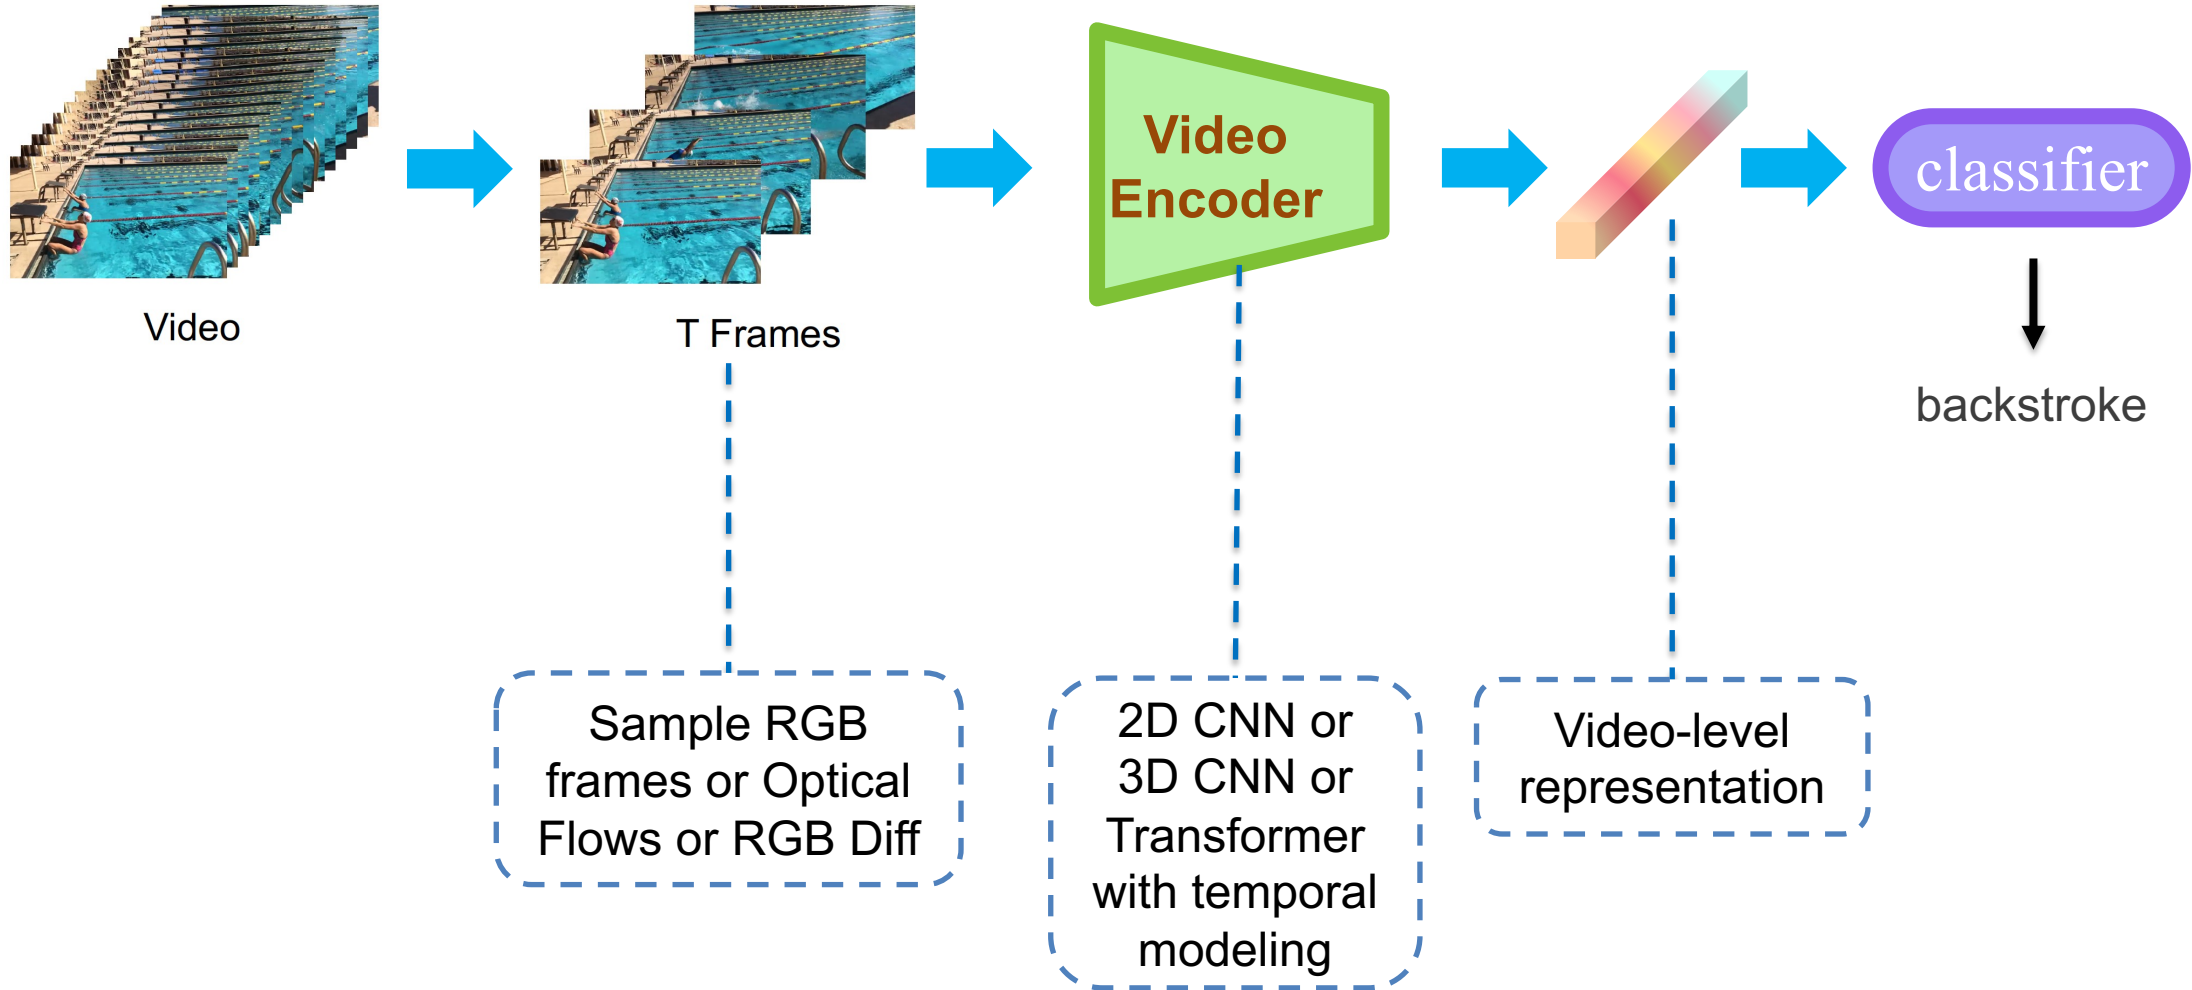 Video
T Frames
Video
Encoder
classifier
backstroke
Sample RGB
frames or Optical
Flows or RGB Diff
2D CNN or
3D CNN or
Transformer
with temporal
modeling
Video-level
representation